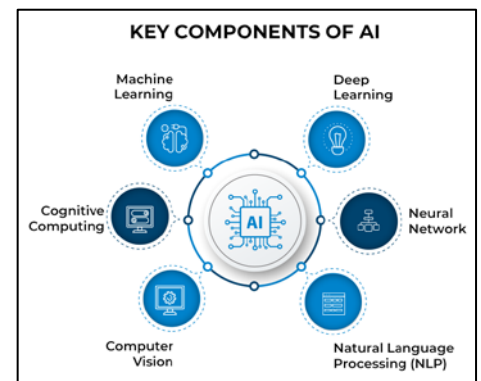 KEY COMPONENTS OF AI
Machine
Learning
Deep
Learning
Cognitive
Computing
AI
Neural
Network
Computer
Vision
Natural Language
Processing (NLP)